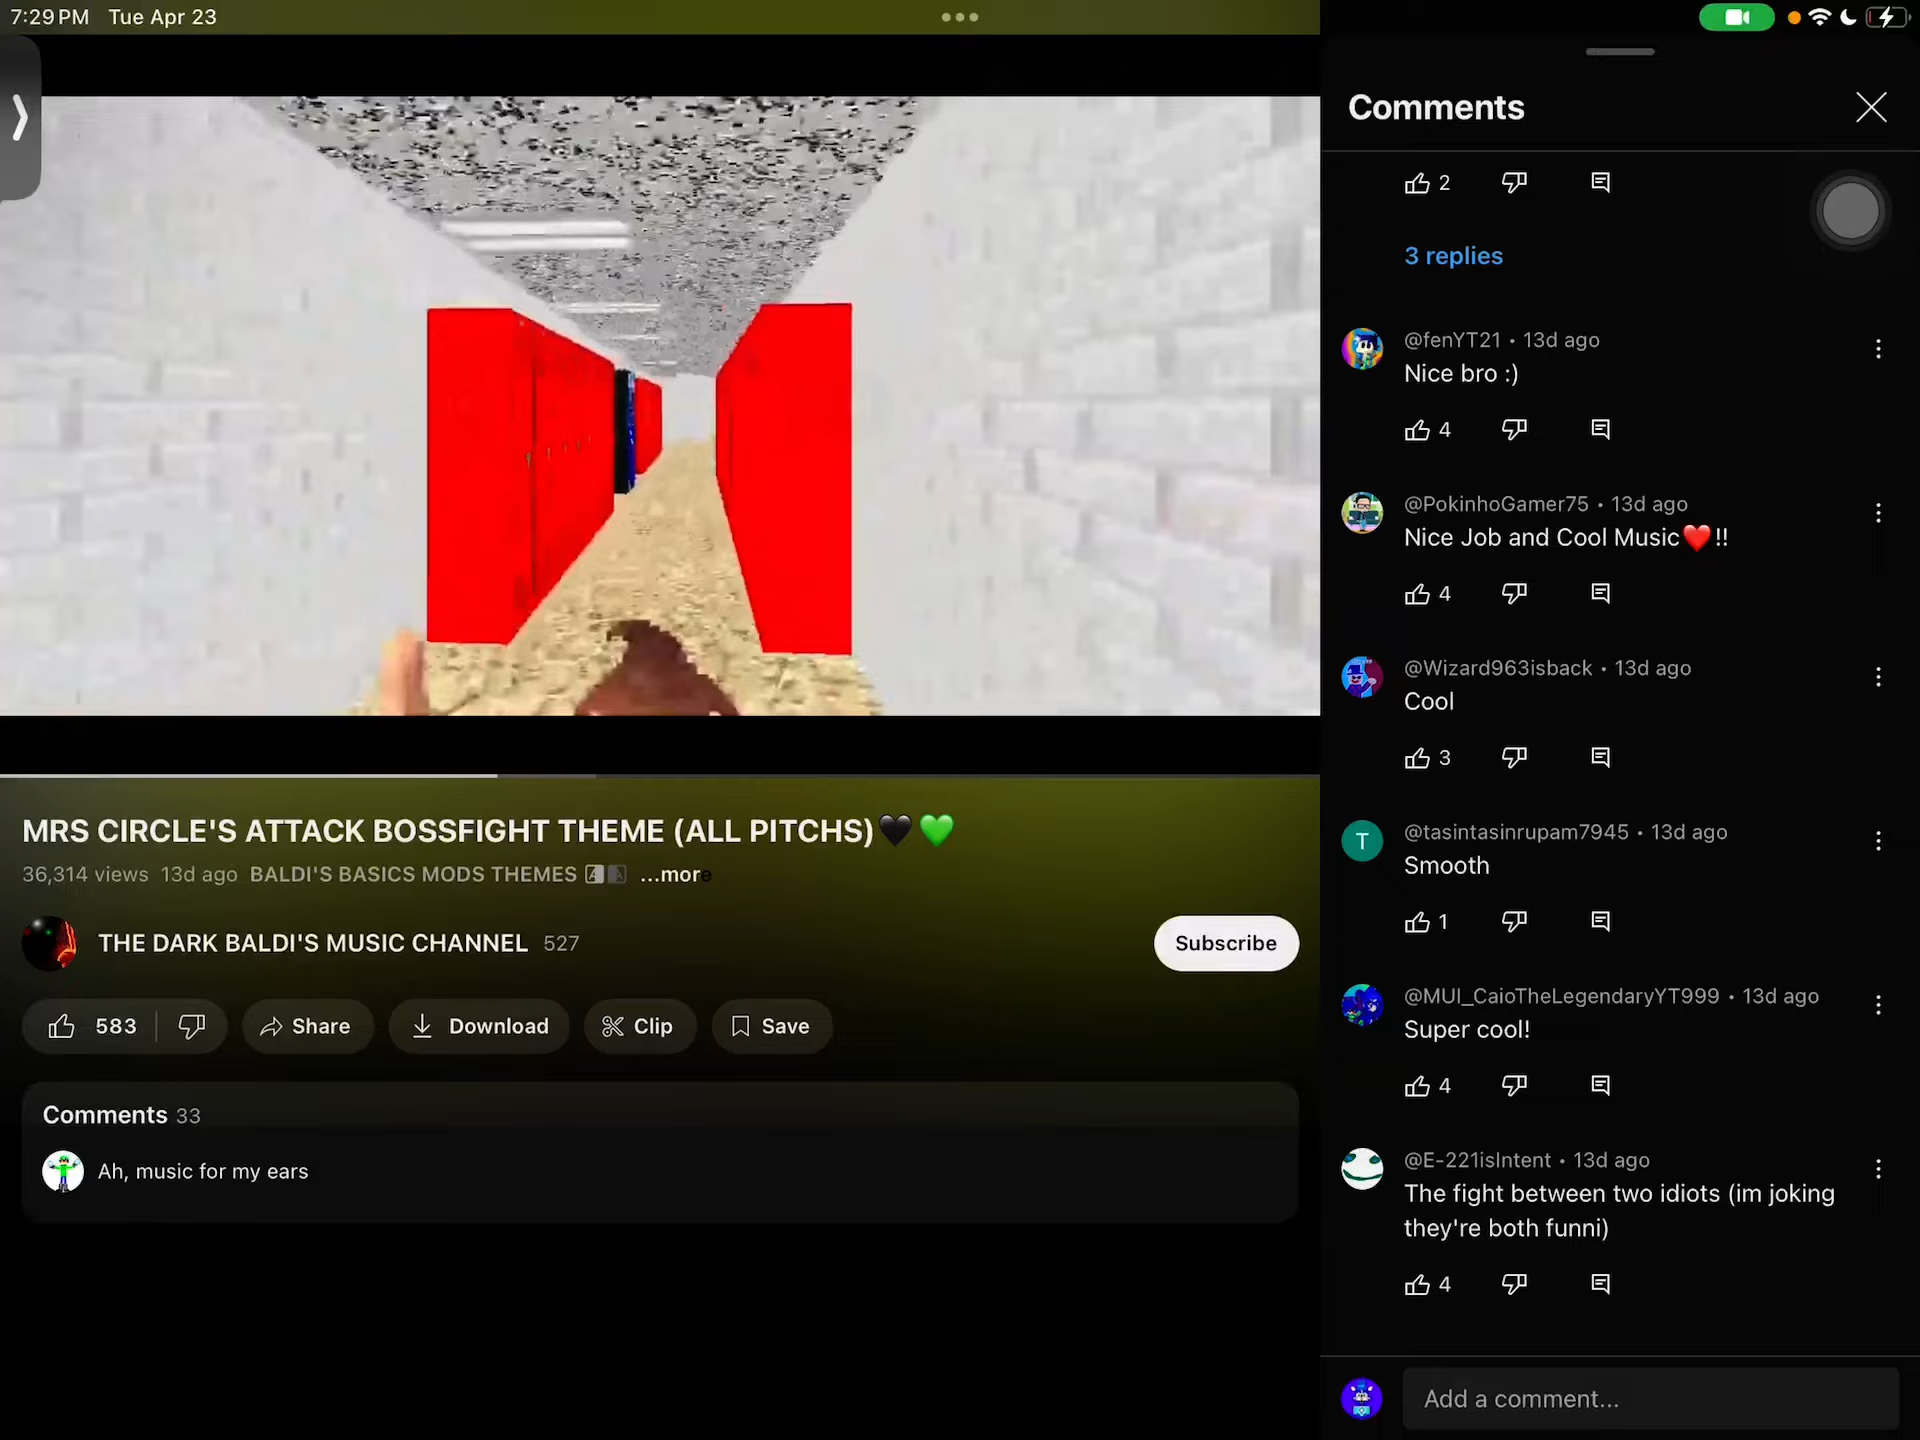 7:29 PM Tue Apr 23
MRS CIRCLE'S ATTACK BOSSFIGHT THEME (ALL PITCHS)🖤💚
36,314 views 13d ago BALDI'S BASICS MODS THEMES ...more
THE DARK BALDI'S MUSIC CHANNEL 527
Subscribe
583
Share
Download
Clip
Save
Comments 33
Ah, music for my ears
Comments
2
3 replies
@fenYT21 • 13d ago
Nice bro :)
4
@PokinhoGamer75 • 13d ago
Nice Job and Cool Music❤️!!
4
@Wizard963isback • 13d ago
Cool
3
T
@tasintasinrupam7945 • 13d ago
Smooth
1
@MUI_CaioTheLegendaryYT999 • 13d ago
Super cool!
4
@E-221isIntent • 13d ago
The fight between two idiots (im joking
they're both funni)
4
Add a comment...